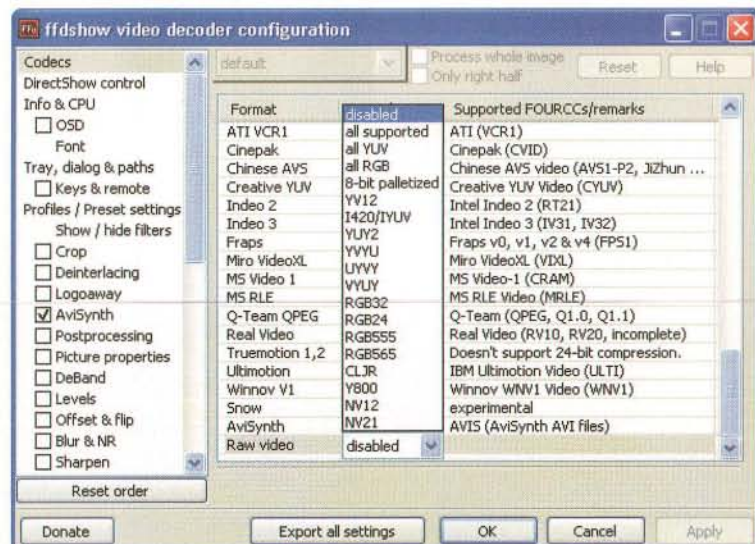 ffdshow video decoder configuration
Codecs
DirectShow control
Info & CPU
OSD
Font
Tray, dialog & paths
Keys & remote
Profiles / Preset settings
Show / hide filters
Crop
Deinterlacing
Logoaway
AviSynth
Postprocessing
Picture properties
DeBand
Levels
Offset & flip
Blur & NR
Sharpen
Reset order
default
Process whole image
Only right half
Reset
Help
Format
Supported FOURCCs/remarks
ATI VCR1
ATI (VCR1)
Cinepak
Cinepak (CVID)
Chinese AVS
Chinese AVS video (AVS1-P2, JiZhun ...
Creative YUV
Creative YUV Video (CYUV)
Indeo 2
Intel Indeo 2 (RT21)
Indeo 3
Intel Indeo 3 (IV31, IV32)
Fraps
Fraps v0, v1, v2 & v4 (FPS1)
Miro VideoXL
Miro VideoXL (VIXL)
MS Video 1
MS Video-1 (CRAM)
MS RLE
MS RLE Video (MRLE)
Q-Team QPEG
Q-Team (QPEG, Q1.0, Q1.1)
Real Video
Real Video (RV10, RV20, incomplete)
Truemotion 1,2
Doesn't support 24-bit compression.
Ultimotion
IBM Ultimotion Video (ULTI)
Winnov V1
Winnov WNV1 Video (WNV1)
Snow
experimental
AviSynth
AVIS (AviSynth AVI files)
Raw video
disabled
disabled
all supported
all YUV
all RGB
8-bit palletized
YV12
I420/IYUV
YUY2
YVYU
UYVY
VYUY
RGB32
RGB24
RGB555
RGB565
CLJR
Y800
NV12
NV21
Donate
Export all settings
OK
Cancel
Apply